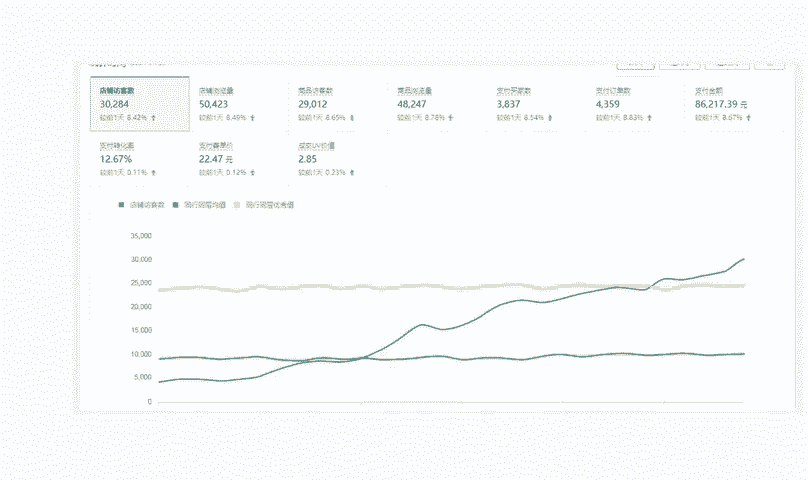 店铺访客数 店铺浏览量 商品访客数 商品浏览量 支付买家数 支付订单数 支付金额
30,284 50,423 29,012 48,247 3,837 4,359 86,217.39 元
较前1天 8.42% 较前1天 8.49% 较前1天 8.65% 较前1天 8.78% 较前1天 8.54% 较前1天 8.83% 较前1天 8.67%
支付转化率 支付客单价 成交UV价值
12.67% 22.47 元 2.85
较前1天 0.11% 较前1天 0.12% 较前1天 0.23%
店铺访客数 同行同层均值 同行同层优秀值
35,000
30,000
25,000
20,000
15,000
10,000
5,000
0